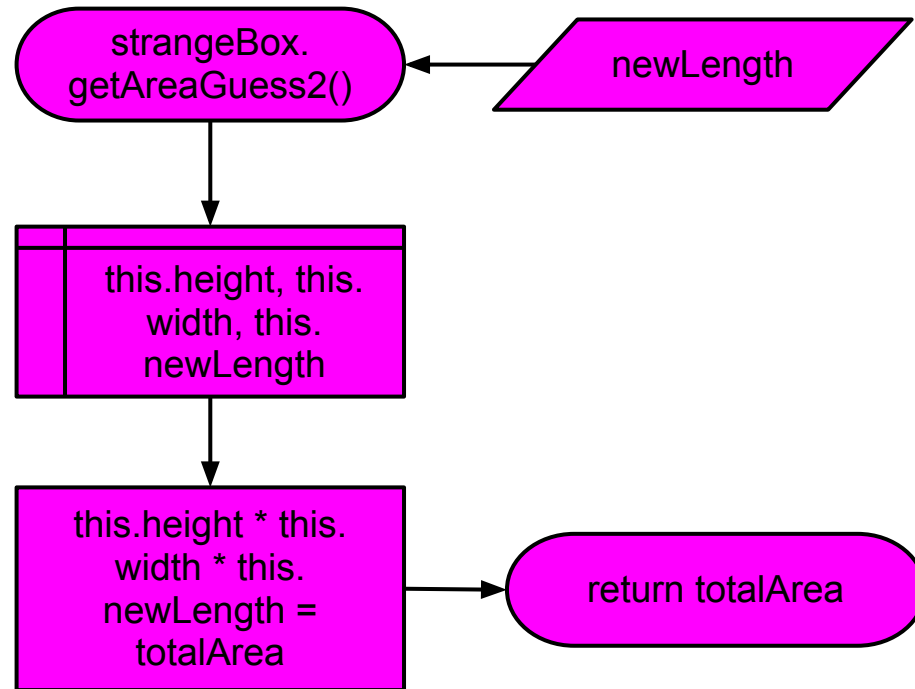 strangeBox.
getAreaGuess2()
newLength
this.height, this.
width, this.
newLength
this.height * this.
width * this.
newLength =
totalArea
return totalArea